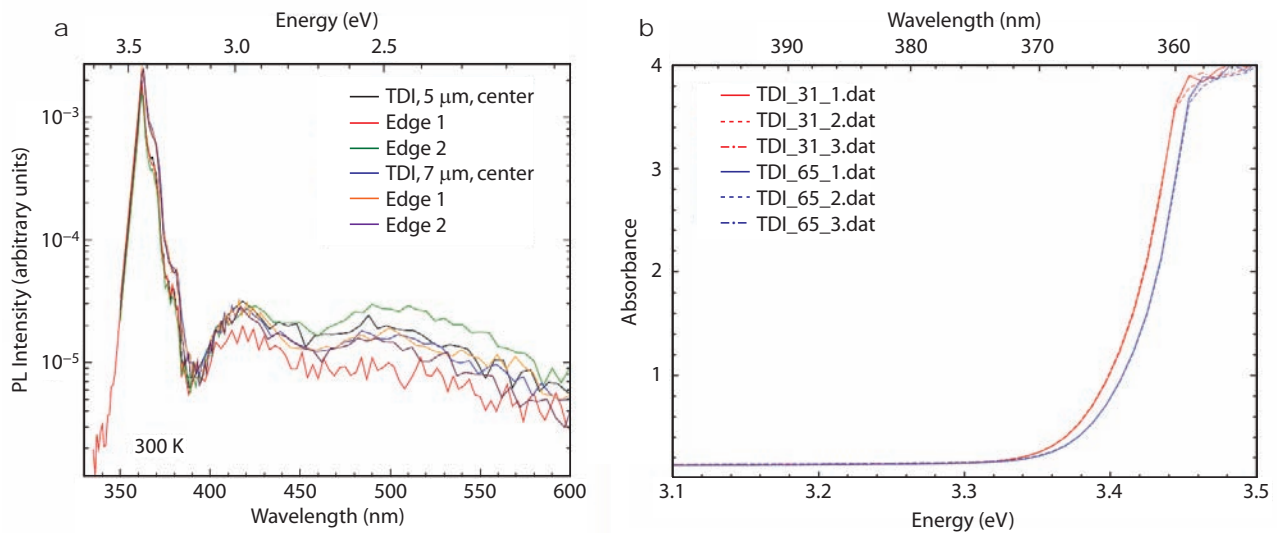 a
Energy (eV)
3.5 3.0 2.5
PL Intensity (arbitrary units)
10⁻³
10⁻⁴
10⁻⁵
TDI, 5 μm, center
Edge 1
Edge 2
TDI, 7 μm, center
Edge 1
Edge 2
300 K
350 400 450 500 550 600
Wavelength (nm)
b
Wavelength (nm)
390 380 370 360
Absorbance
4
3
2
1
TDI_31_1.dat
TDI_31_2.dat
TDI_31_3.dat
TDI_65_1.dat
TDI_65_2.dat
TDI_65_3.dat
3.1 3.2 3.3 3.4 3.5
Energy (eV)